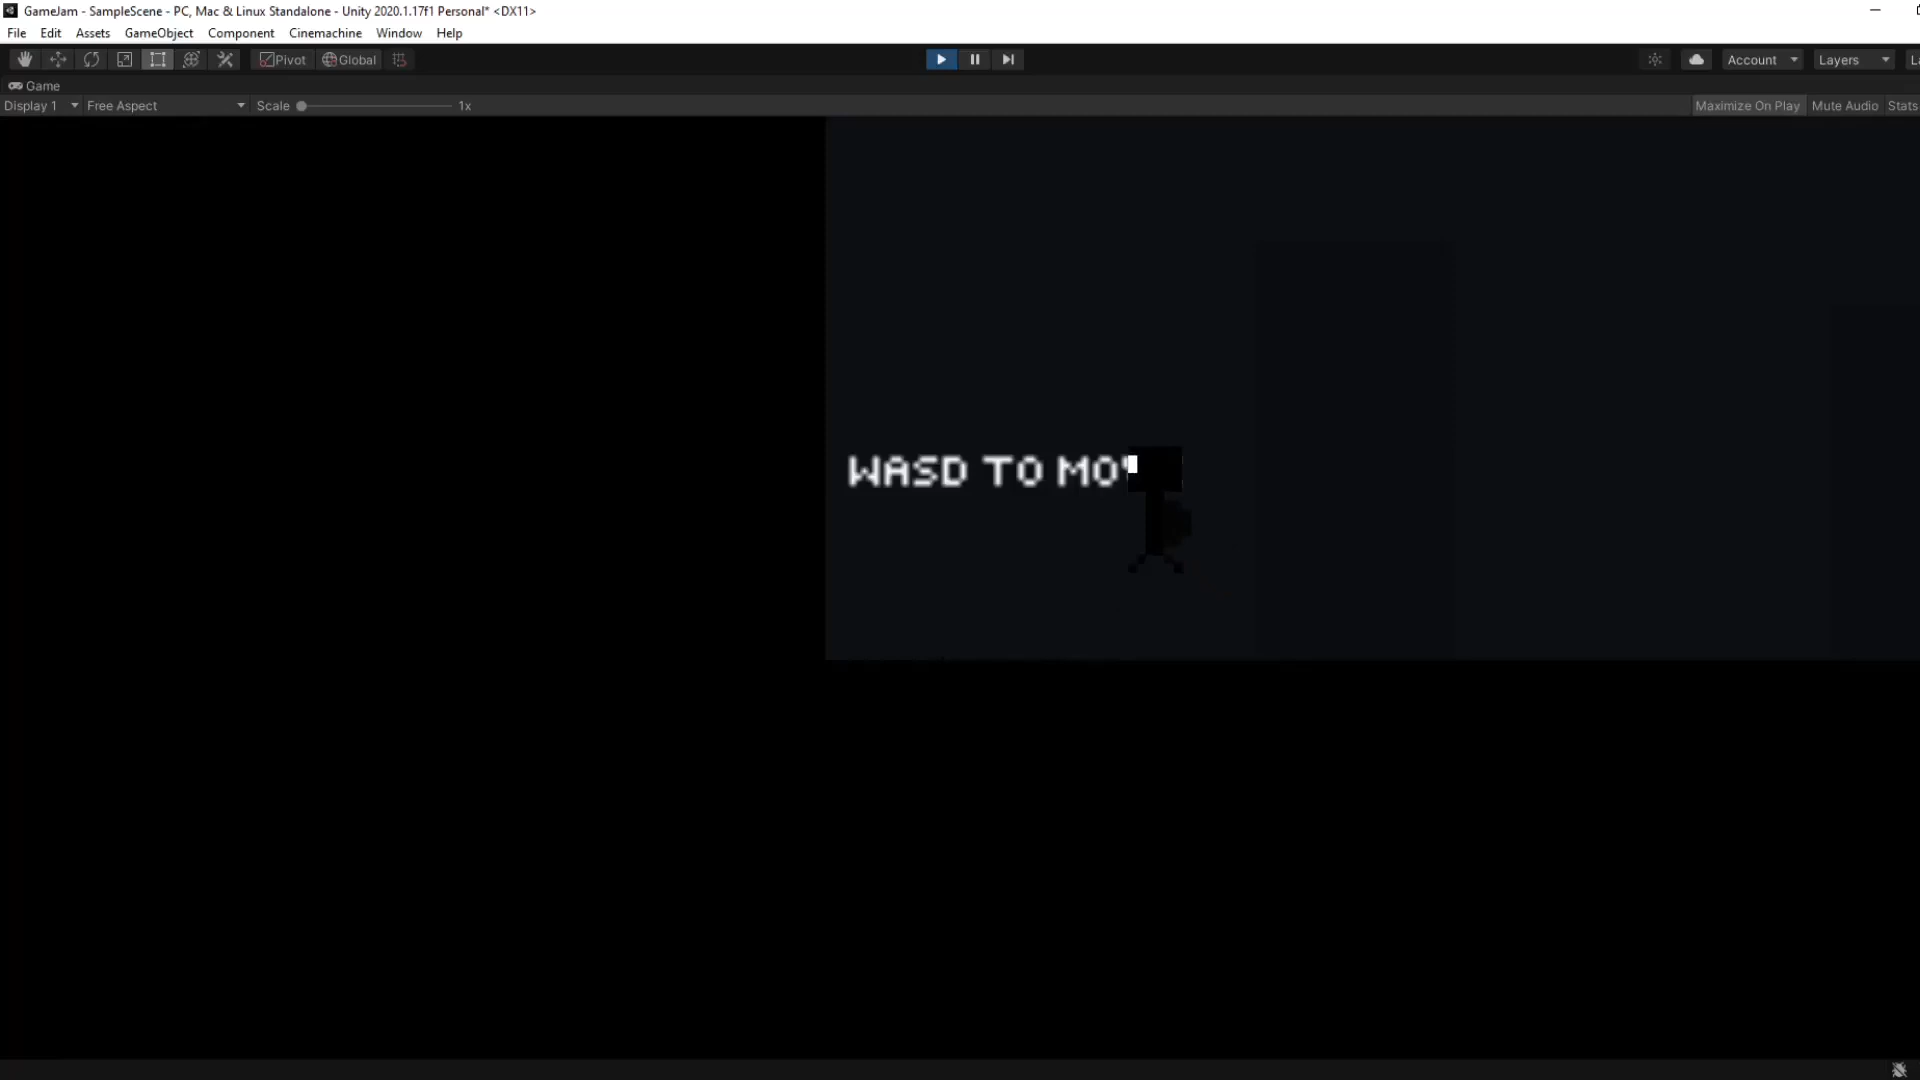 GameJam - SampleScene - PC, Mac & Linux Standalone - Unity 2020.1.17f1 Personal* <DX11>
File Edit Assets GameObject Component Cinemachine Window Help
Pivot Global Account Layers
Game
Display 1 Free Aspect Scale 1x Maximize On Play Mute Audio Stats
WASD TO